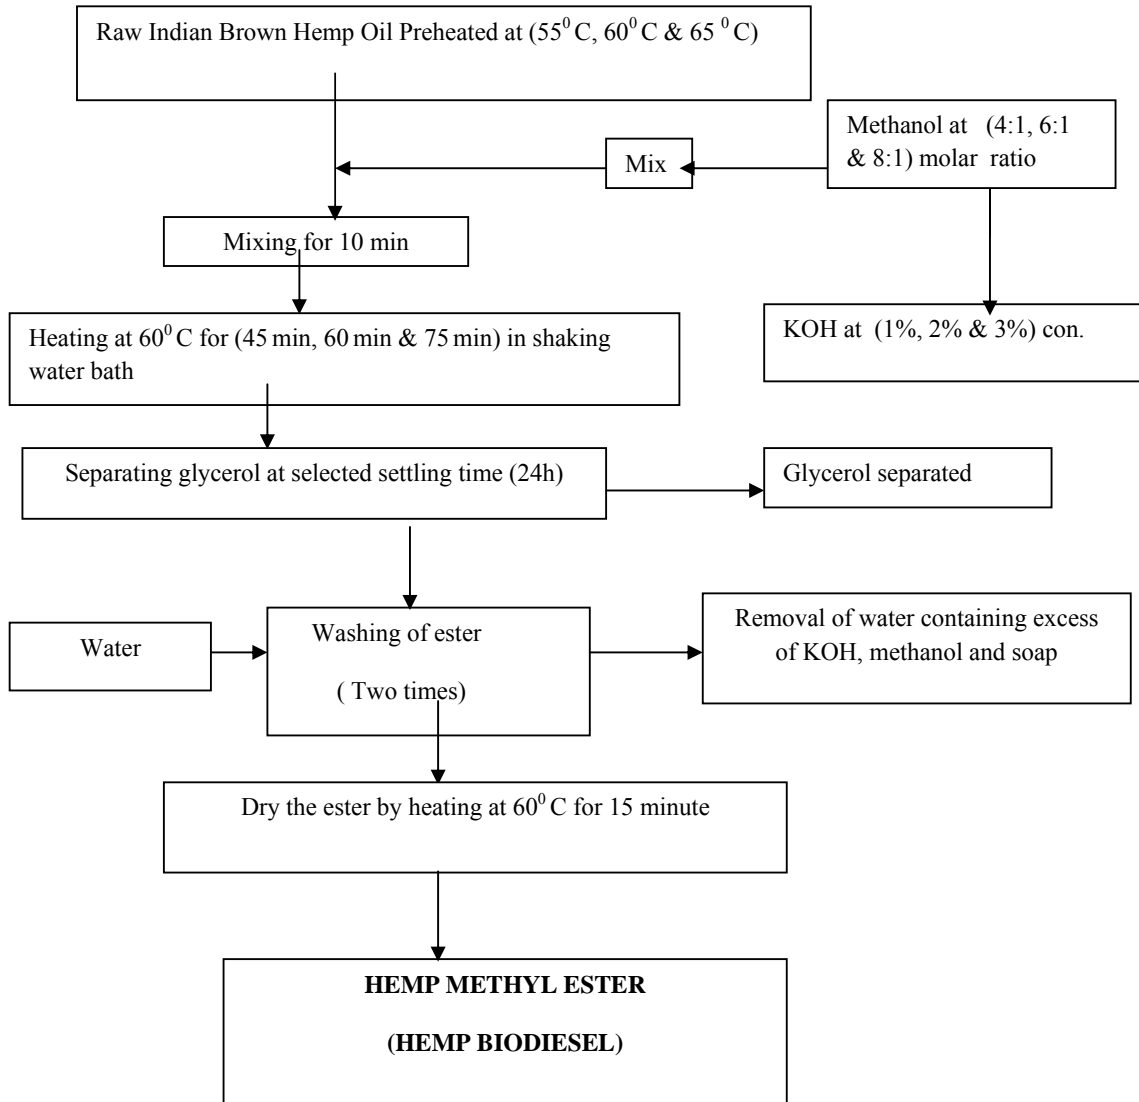 Raw Indian Brown Hemp Oil Preheated at (55⁰ C, 60⁰ C & 65 ⁰ C)
Methanol at (4:1, 6:1
& 8:1) molar ratio
Mix
Mixing for 10 min
Heating at 60⁰ C for (45 min, 60 min & 75 min) in shaking
water bath
KOH at (1%, 2% & 3%) con.
Separating glycerol at selected settling time (24h)
Glycerol separated
Water
Washing of ester
( Two times)
Removal of water containing excess
of KOH, methanol and soap
Dry the ester by heating at 60⁰ C for 15 minute
HEMP METHYL ESTER
(HEMP BIODIESEL)